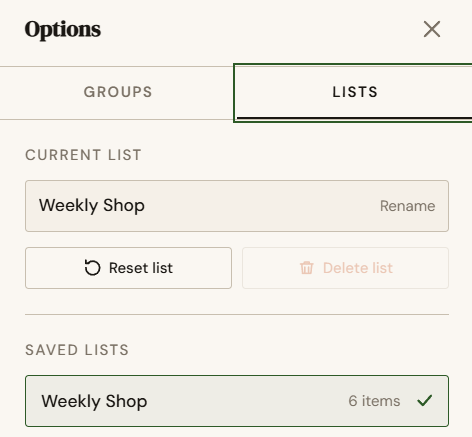 Options
GROUPS
LISTS
CURRENT LIST
Weekly Shop
Rename
Reset list
Delete list
SAVED LISTS
Weekly Shop
6 items